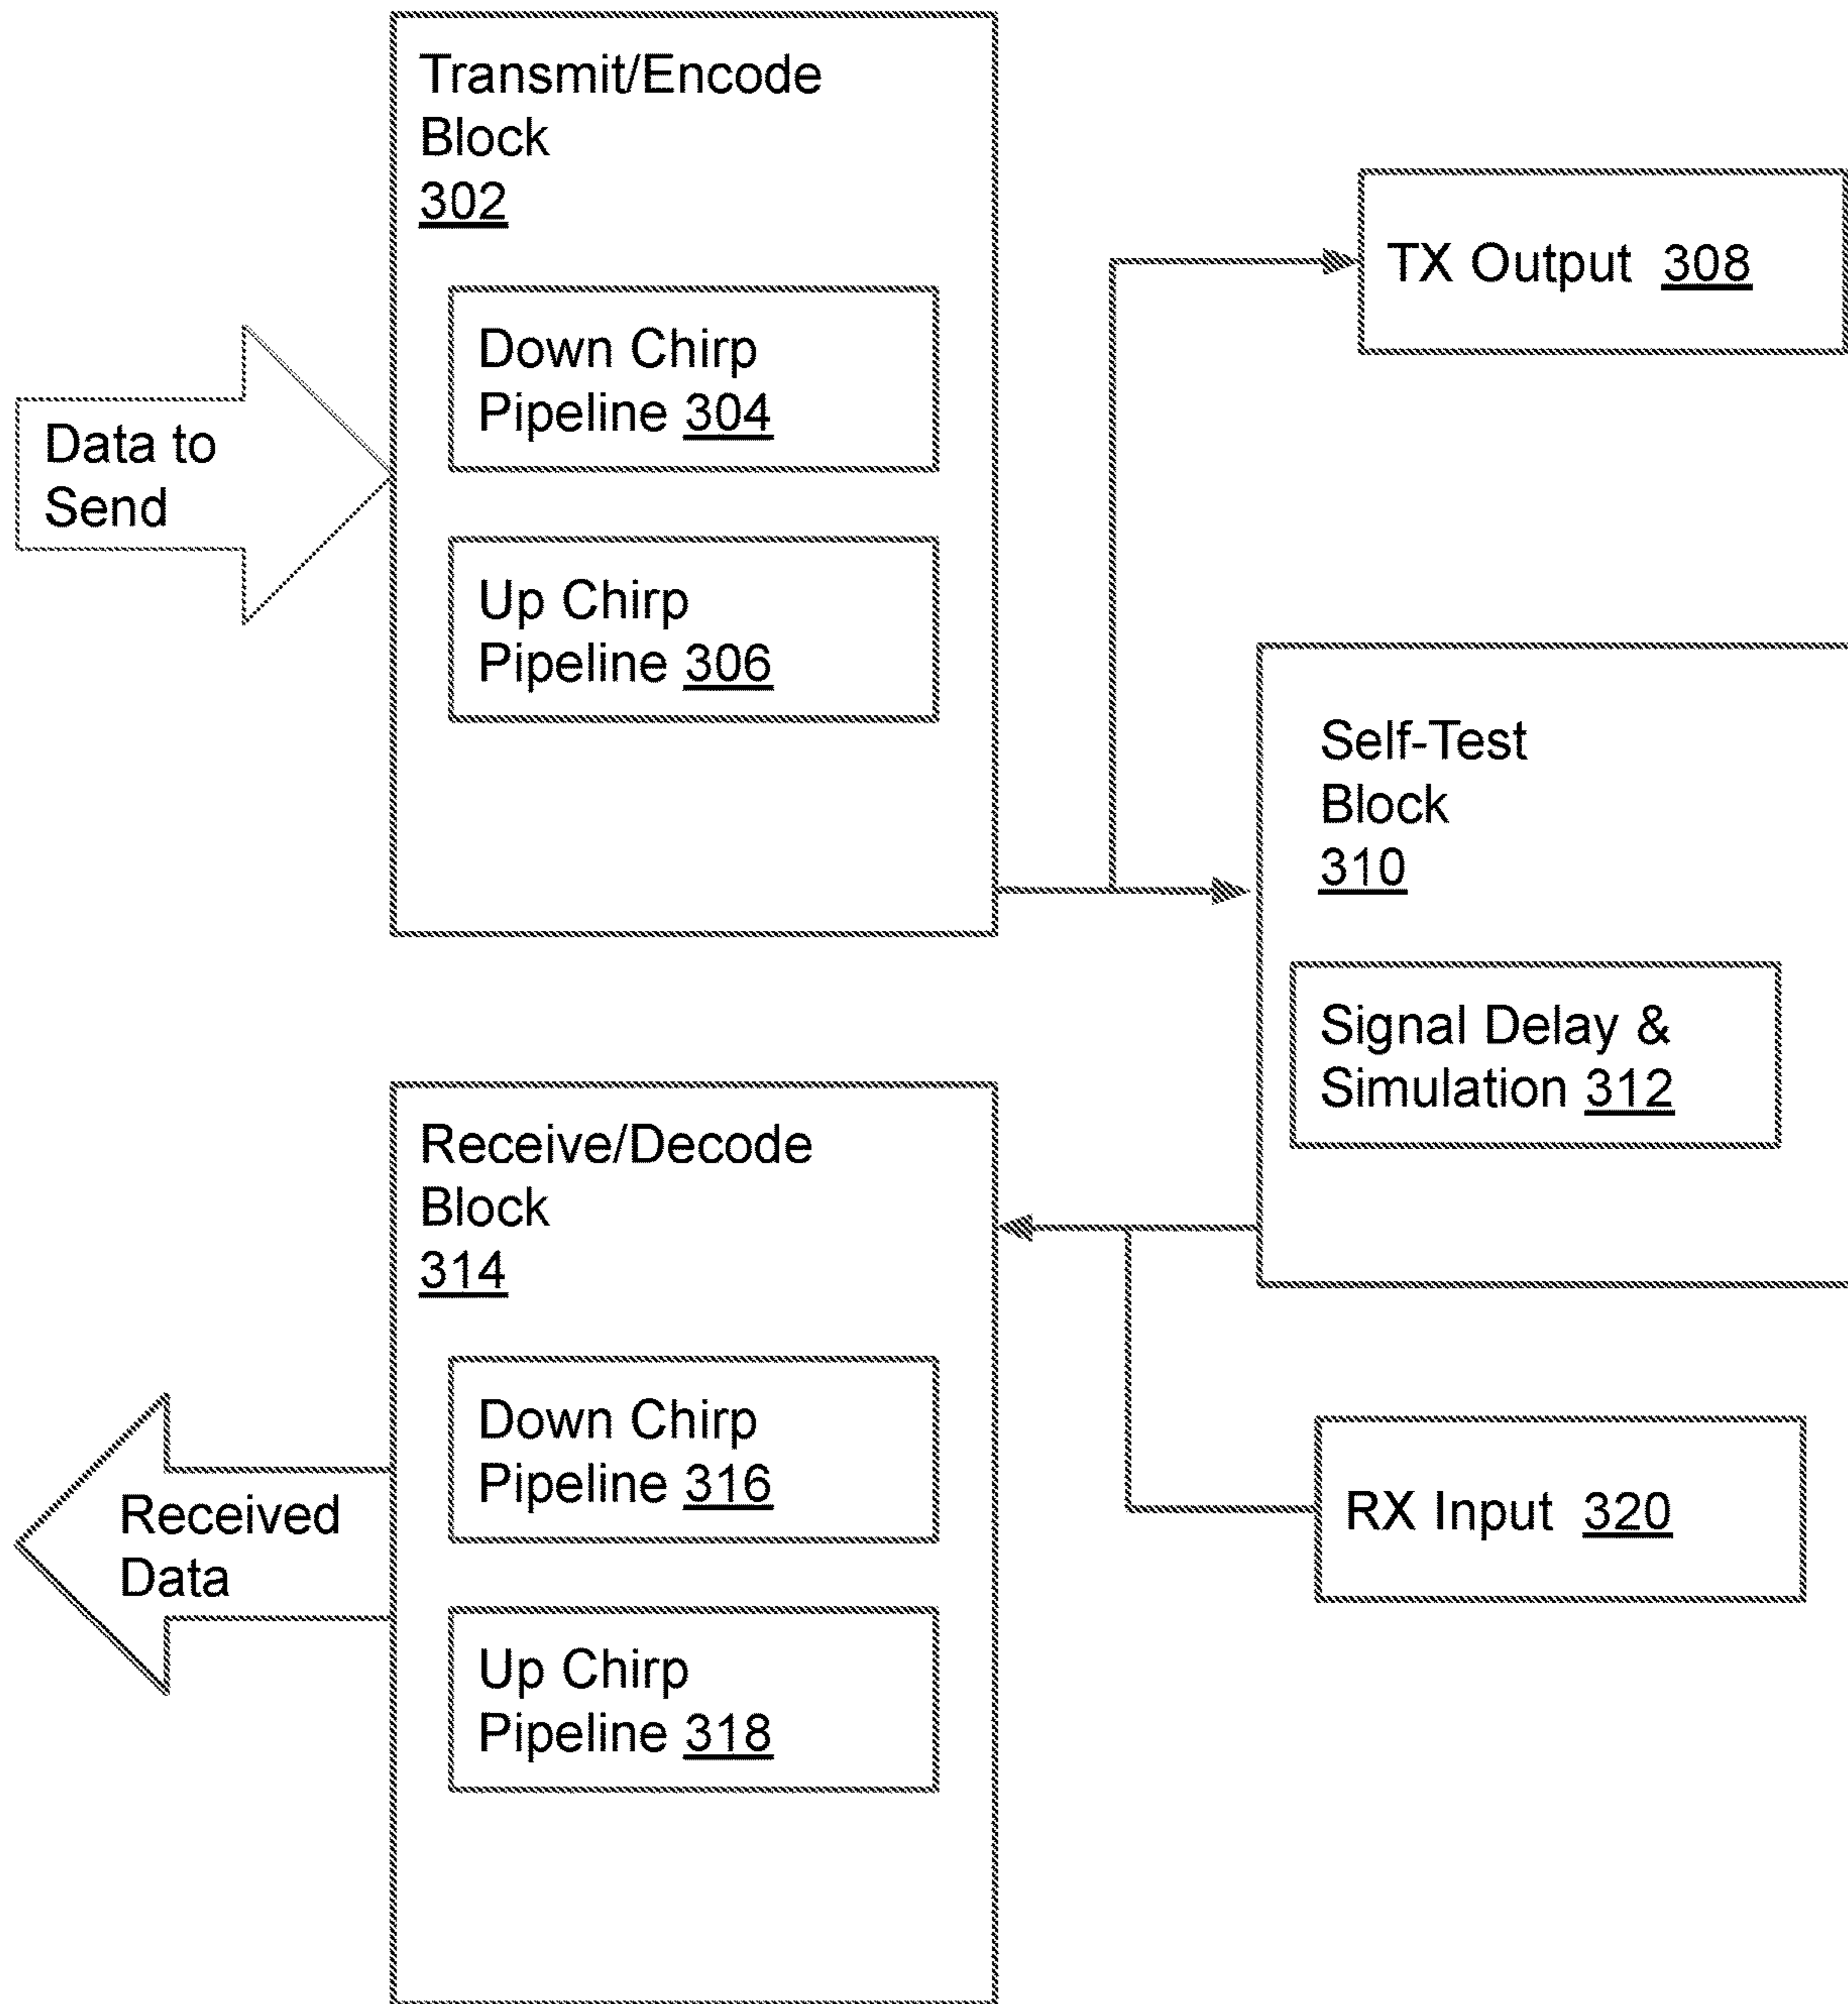 Transmit/Encode
Block
302
Down Chirp
Pipeline 304
Up Chirp
Pipeline 306
Data to
Send
TX Output 308
Self-Test
Block
310
Signal Delay &
Simulation 312
Receive/Decode
Block
314
Down Chirp
Pipeline 316
Up Chirp
Pipeline 318
Received
Data
RX Input 320